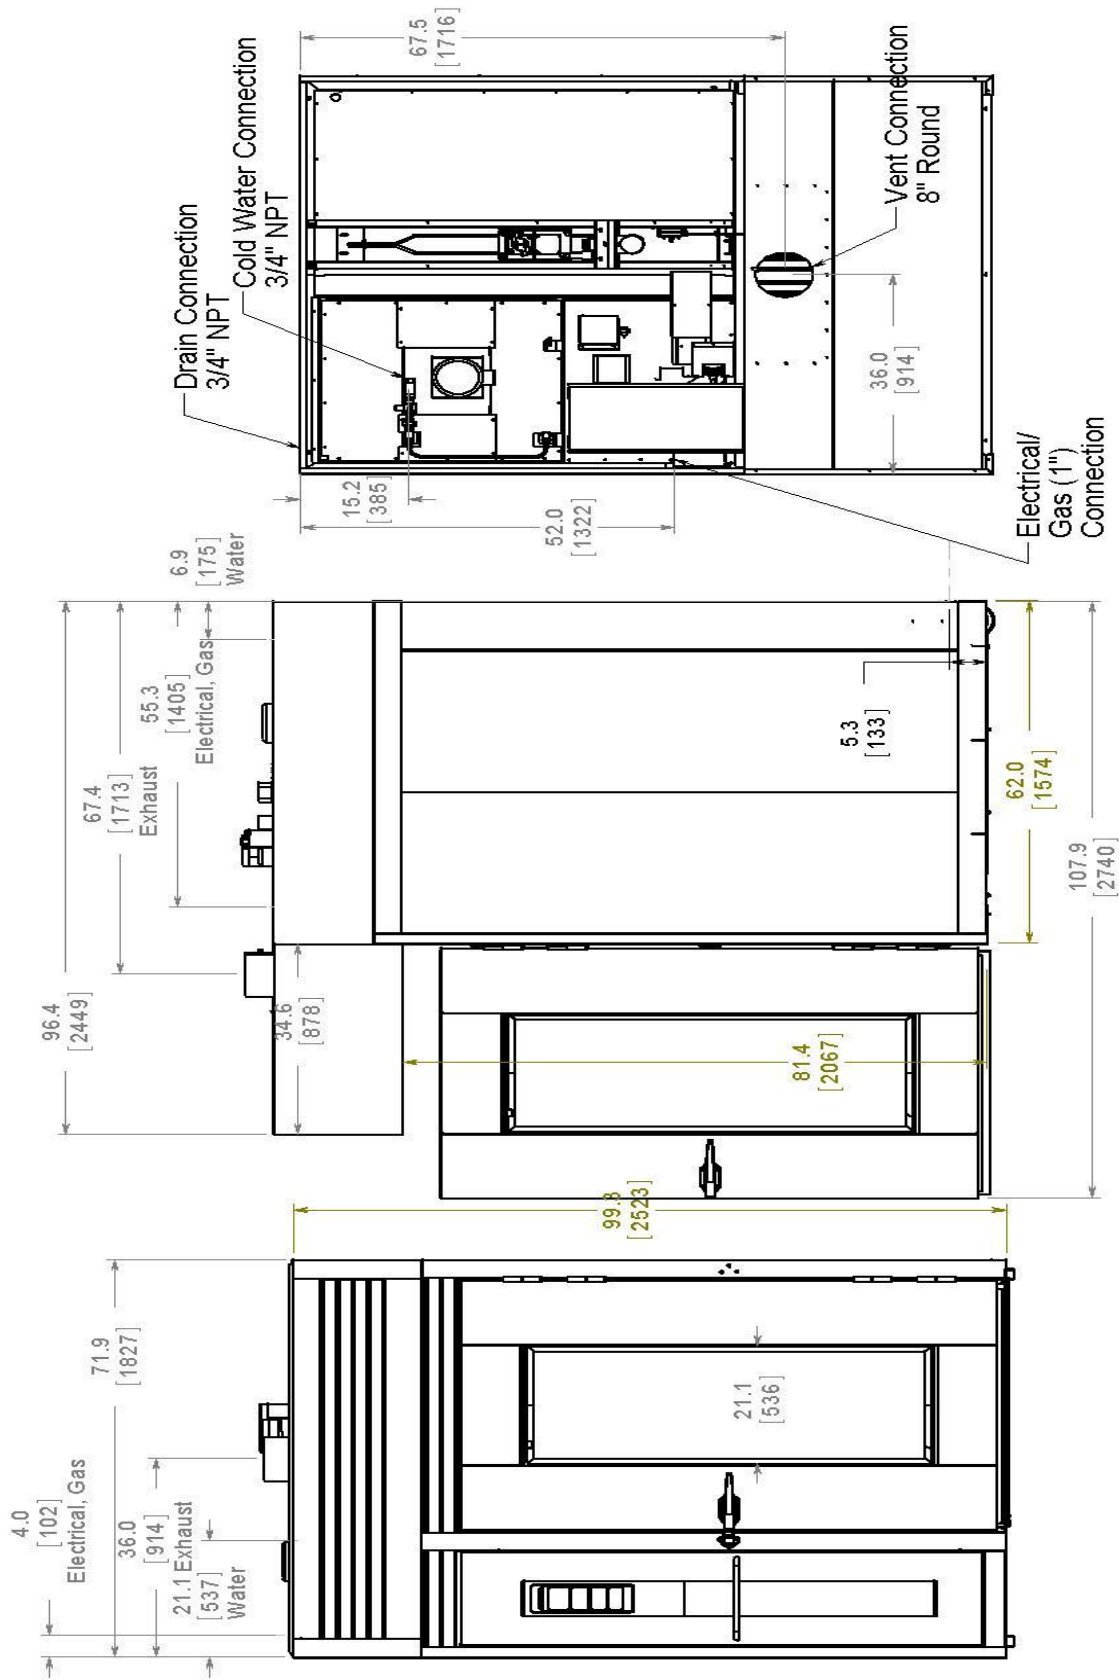 4.0
[102]
Electrical, Gas
71.9
[1827]
36.0
[914]
Exhaust
21.1
[537]
Water
21.1
[536]
99.3
[2523]
96.4
[2449]
67.4
[1713]
Exhaust
55.3
[1405]
Electrical, Gas
6.9
[175]
Water
34.6
[878]
81.4
[2067]
5.3
[133]
62.0
[1574]
107.9
[2740]
Drain Connection
3/4" NPT
Cold Water Connection
3/4" NPT
67.5
[1716]
15.2
[385]
52.0
[1322]
36.0
[914]
Vent Connection
8" Round
Electrical/
Gas (1")
Connection